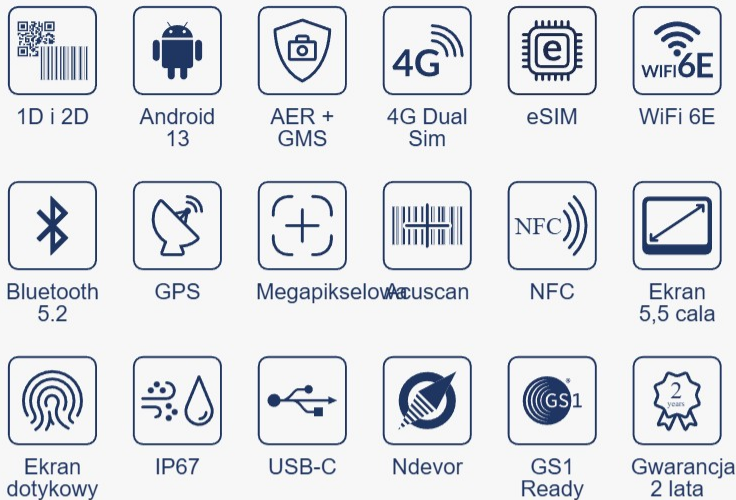 4G
e
WIFI6E
1D i 2D
Android
13
AER +
GMS
4G Dual
Sim
eSIM
WiFi 6E
NFC
Bluetooth
5.2
GPS
Megapikselowa
Acuscan
NFC
Ekran
5,5 cala
GS1
2
years
Ekran
dotykowy
IP67
USB-C
Ndevor
GS1
Ready
Gwarancja
2 lata